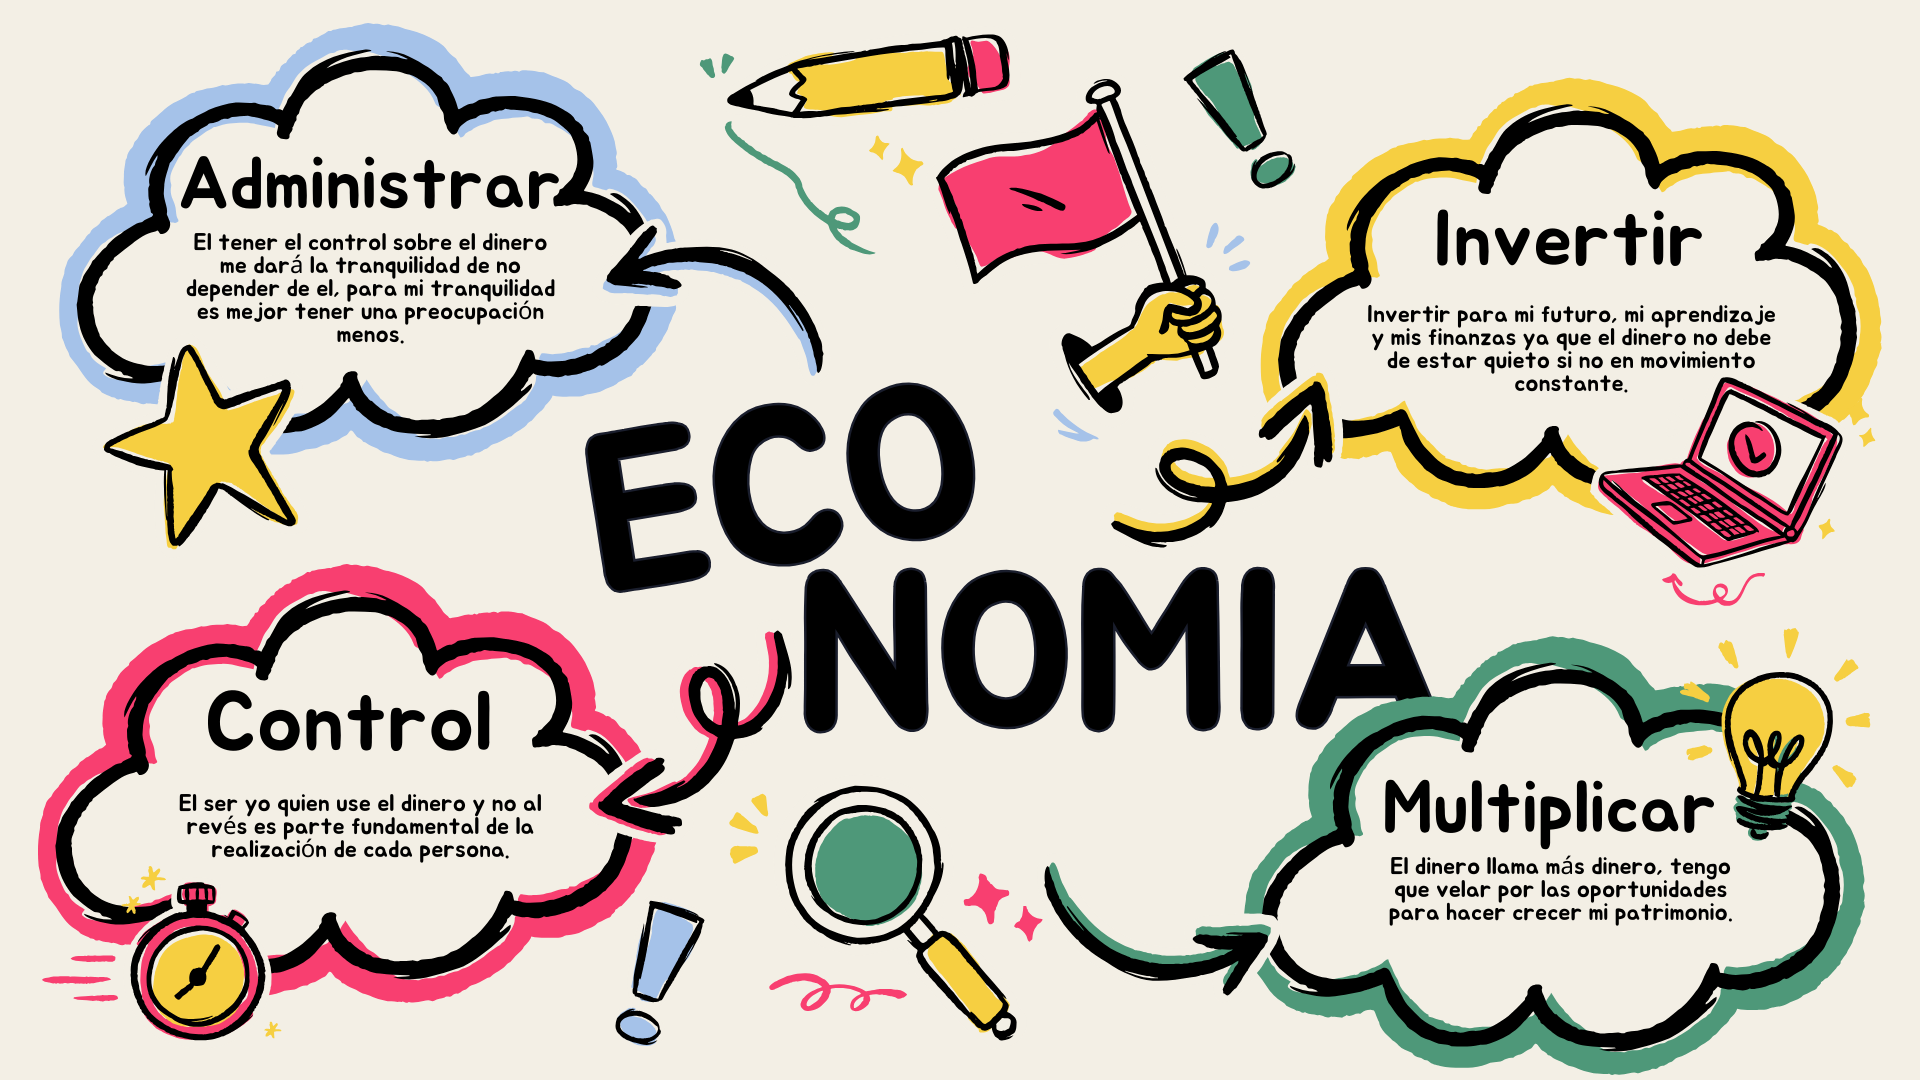 Administrar
El tener el control sobre el dinero
me dará la tranquilidad de no
depender de el, para mi tranquilidad
es mejor tener una preocupación
menos.
Invertir
Invertir para mi futuro, mi aprendizaje
y mis finanzas ya que el dinero no debe
de estar quieto si no en movimiento
constante.
ECO
NOMIA
Control
El ser yo quien use el dinero y no al
revés es parte fundamental de la
realización de cada persona.
Multiplicar
El dinero llama más dinero, tengo
que velar por las oportunidades
para hacer crecer mi patrimonio.